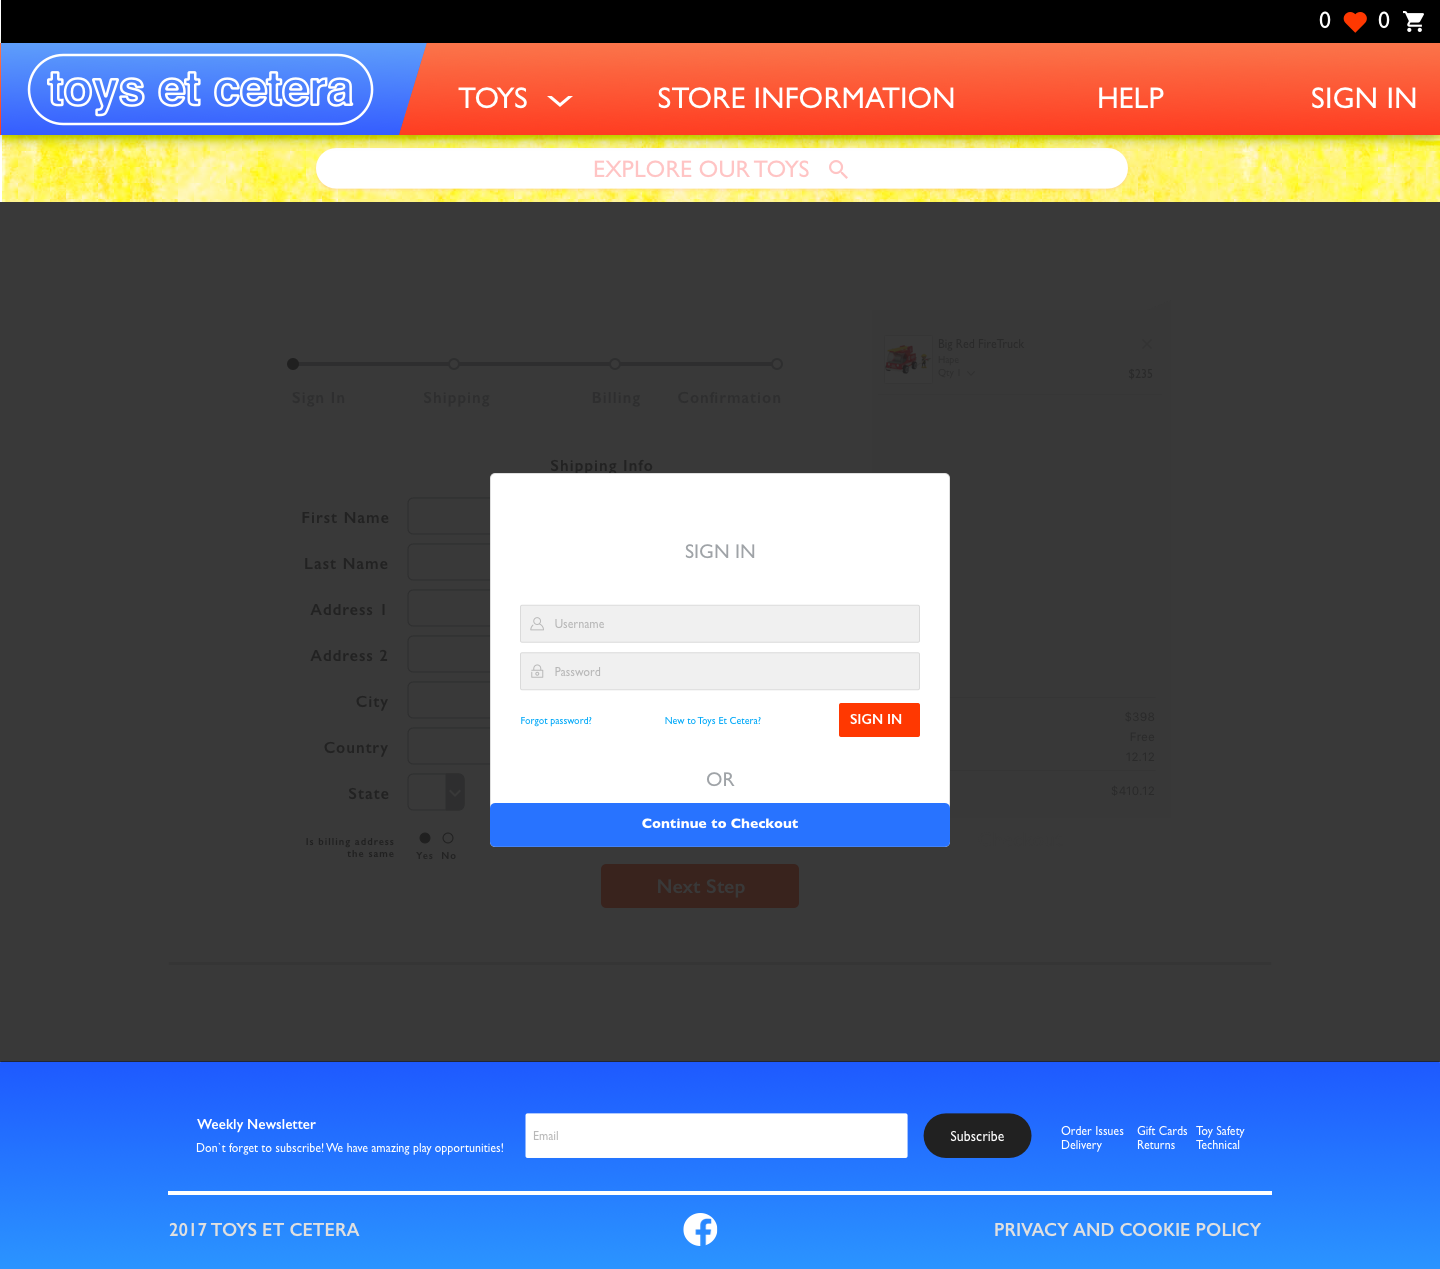 0 0
toys et cetera
TOYS
STORE INFORMATION
HELP
SIGN IN
EXPLORE OUR TOYS
Big Red FireTruck
Qty 1
$235
Sign In
Shipping
Billing
Confirmation
Shipping Info
First Name
Last Name
Address 1
Address 2
City
Country
State
Is billing address
the same
Yes No
SIGN IN
Username
Password
Forgot password?
New to Toys Et Cetera?
SIGN IN
OR
Continue to Checkout
$398
Free
12.12
$410.12
Next Step
Weekly Newsletter
Don`t forget to subscribe! We have amazing play opportunities!
Email
Subscribe
Order Issues Gift Cards Toy Safety
Delivery Returns Technical
2017 TOYS ET CETERA
PRIVACY AND COOKIE POLICY